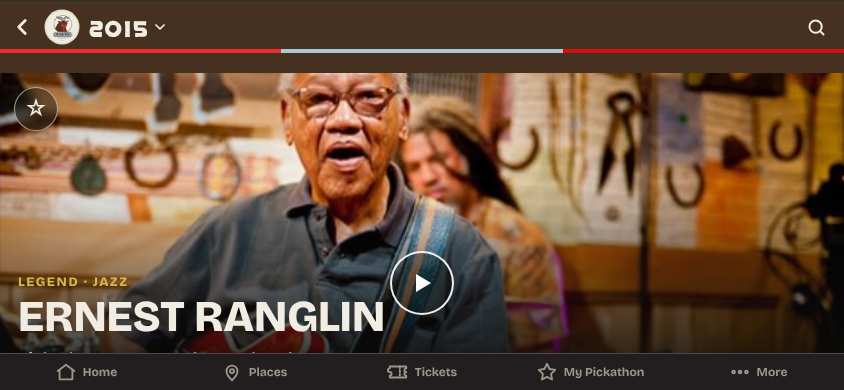 2015
LEGEND · JAZZ
ERNEST RANGLIN
Home
Places
Tickets
My Pickathon
More